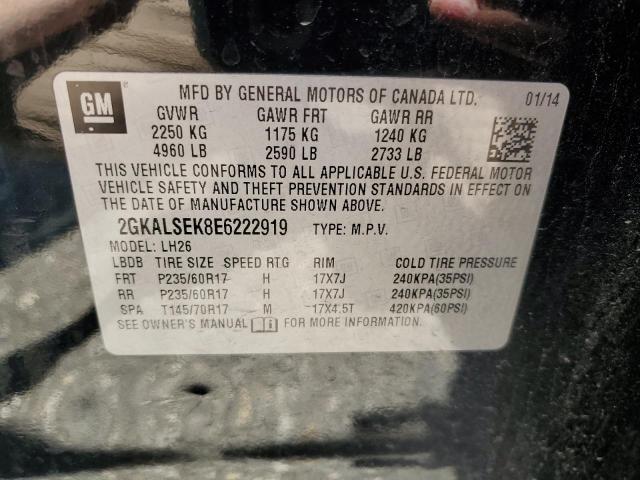 GM
MFD BY GENERAL MOTORS OF CANADA LTD. 01/14
GVWR GAWR FRT GAWR RR
2250 KG 1175 KG 1240 KG
4960 LB 2590 LB 2733 LB
THIS VEHICLE CONFORMS TO ALL APPLICABLE U.S. FEDERAL MOTOR
VEHICLE SAFETY AND THEFT PREVENTION STANDARDS IN EFFECT ON
THE DATE OF MANUFACTURE SHOWN ABOVE.
2GKALSEK8E6222919 TYPE: M.P.V.
MODEL: LH26
LBDB TIRE SIZE SPEED RTG RIM COLD TIRE PRESSURE
FRT P235/60R17 H 17X7J 240KPA(35PSI)
RR P235/60R17 H 17X7J 240KPA(35PSI)
SPA T145/70R17 M 17X4.5T 420KPA(60PSI)
SEE OWNER'S MANUAL FOR MORE INFORMATION.